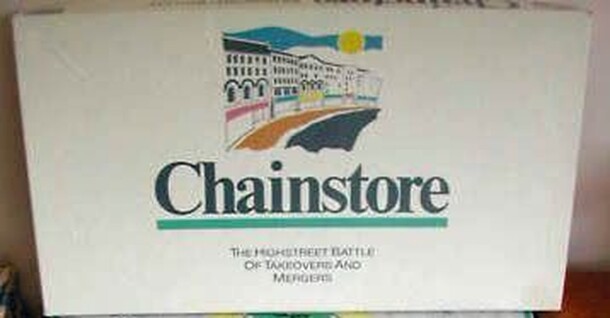 Chainstore
THE HIGHSTREET BATTLE
OF TAKEOVERS AND
MERGERS